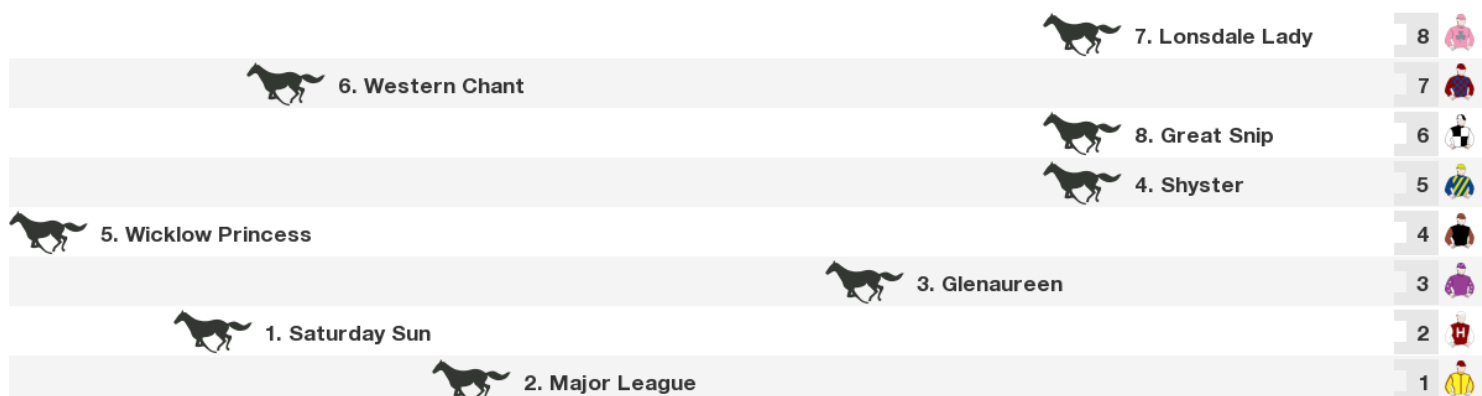 7. Lonsdale Lady 8
6. Western Chant 7
8. Great Snip 6
4. Shyster 5
5. Wicklow Princess 4
3. Glenaureen 3
1. Saturday Sun 2 H
2. Major League 1